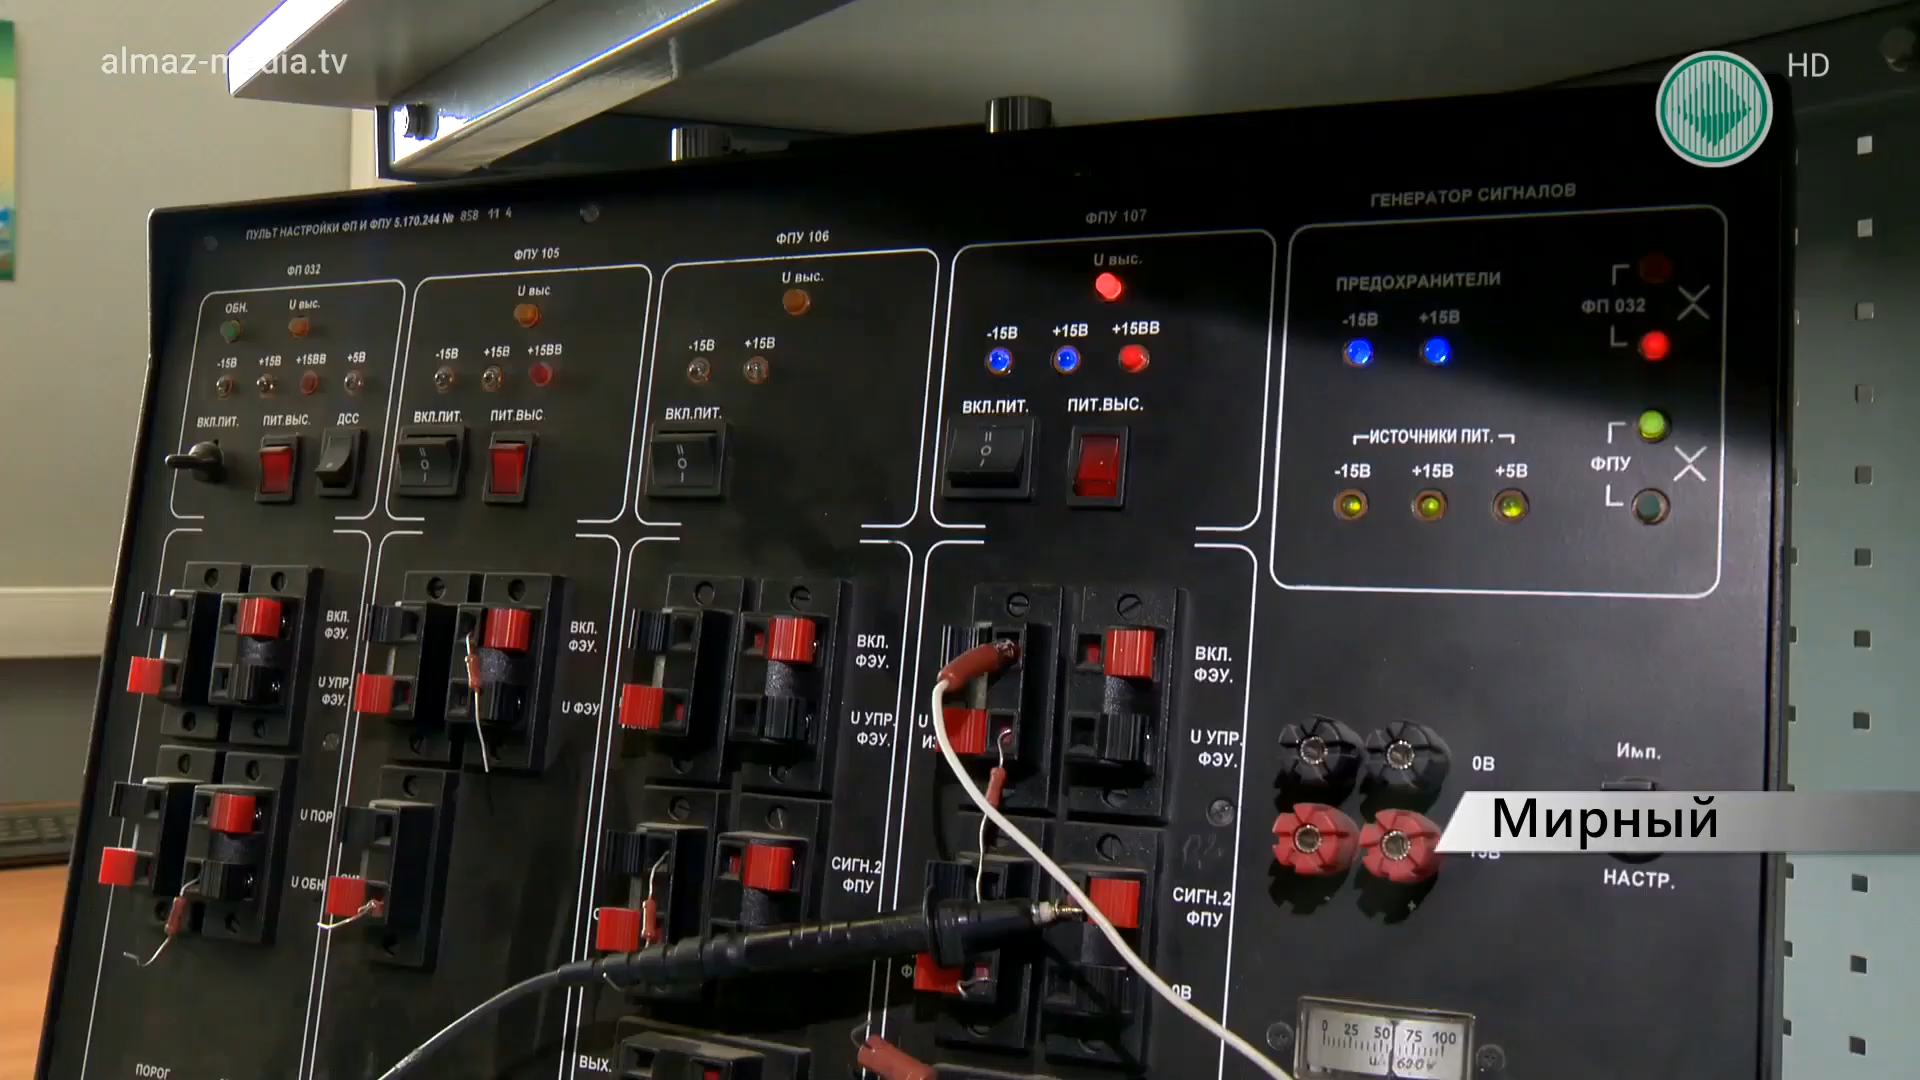 almaz-media.tv
HD
ПУЛЬТ НАСТРОЙКИ ФП И ФПУ 5.170.244 № 858 11 4
ФП 032
ОБН.
U выс.
-15В
+15В
+15ВВ
+5В
ВКЛ.ПИТ.
ПИТ.ВЫС.
ДСС
ФПУ 105
U выс
-15В
+15В
+15ВВ
ВКЛ.ПИТ.
ПИТ.ВЫС.
ФПУ 106
U выс.
-15В
+15В
ВКЛ.ПИТ.
ФПУ 107
U выс.
-15В
+15В
+15ВВ
ВКЛ.ПИТ.
ПИТ.ВЫС.
ГЕНЕРАТОР СИГНАЛОВ
ПРЕДОХРАНИТЕЛИ
-15В
+15В
ФП 032
ИСТОЧНИКИ ПИТ.
-15В
+15В
+5В
ФПУ
ВКЛ.
ФЭУ.
U УПР.
ФЭУ.
U ПОР
U ОБН
ПОРОГ
ВКЛ.
ФЭУ.
U ФЭУ
ВКЛ.
ФЭУ.
U УПР.
ФЭУ.
СИГН.2
ФПУ
ВЫХ.
ВКЛ.
ФЭУ.
U УПР.
ФЭУ.
СИГН.2
ФПУ
0В
0В
Имп.
НАСТР.
Мирный
0 25 50 75 100